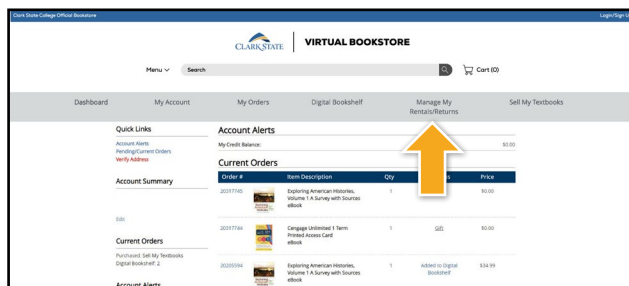 Clark State College Official Bookstore
Login/Sign U
CLARK STATE
VIRTUAL BOOKSTORE
Menu
Search
Cart (0)
Dashboard
My Account
My Orders
Digital Bookshelf
Manage My
Rentals/Returns
Sell My Textbooks
Quick Links
Account Alerts
Pending/Current Orders
Verify Address
Account Summary
Edit
Current Orders
Purchased: Sell My Textbooks
Digital Bookshelf: 2
Account Alerts
Account Alerts
My Credit Balance:
$0.00
Current Orders
Order #
Item Description
Qty
s
Price
20317745
Exploring American Histories,
Volume 1 A Survey with Sources
eBook
1
$0.00
20317744
Cengage Unlimited 1 Term
Printed Access Card
eBook
1
Gift
$0.00
20205594
Exploring American Histories,
Volume 1 A Survey with Sources
eBook
1
Added to Digital
Bookshelf
$34.99